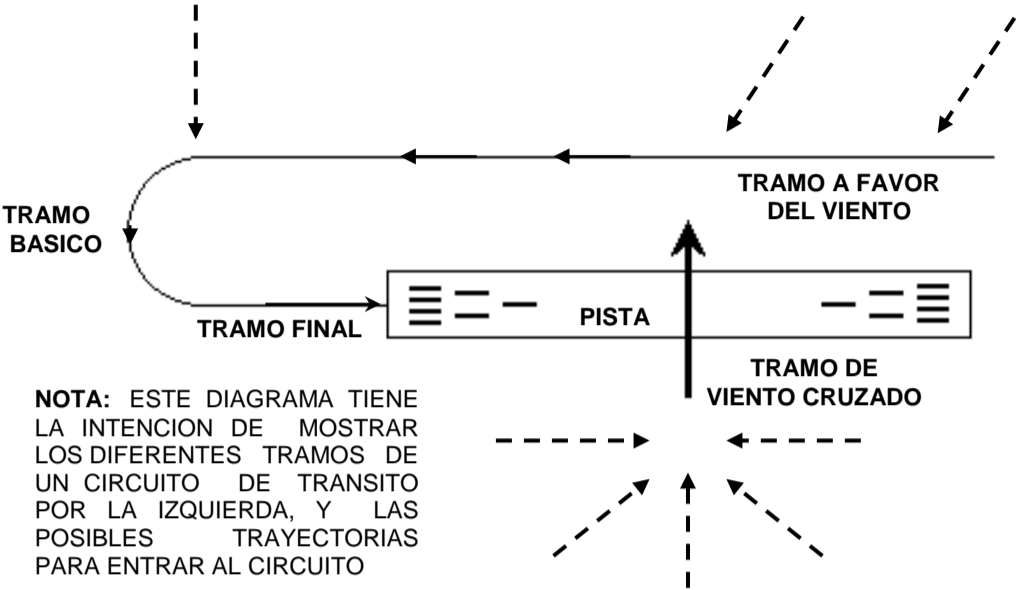 TRAMO A FAVOR
DEL VIENTO
TRAMO
BASICO
TRAMO FINAL
PISTA
TRAMO DE
VIENTO CRUZADO
NOTA: ESTE DIAGRAMA TIENE
LA INTENCION DE MOSTRAR
LOS DIFERENTES TRAMOS DE
UN CIRCUITO DE TRANSITO
POR LA IZQUIERDA, Y LAS
POSIBLES TRAYECTORIAS
PARA ENTRAR AL CIRCUITO